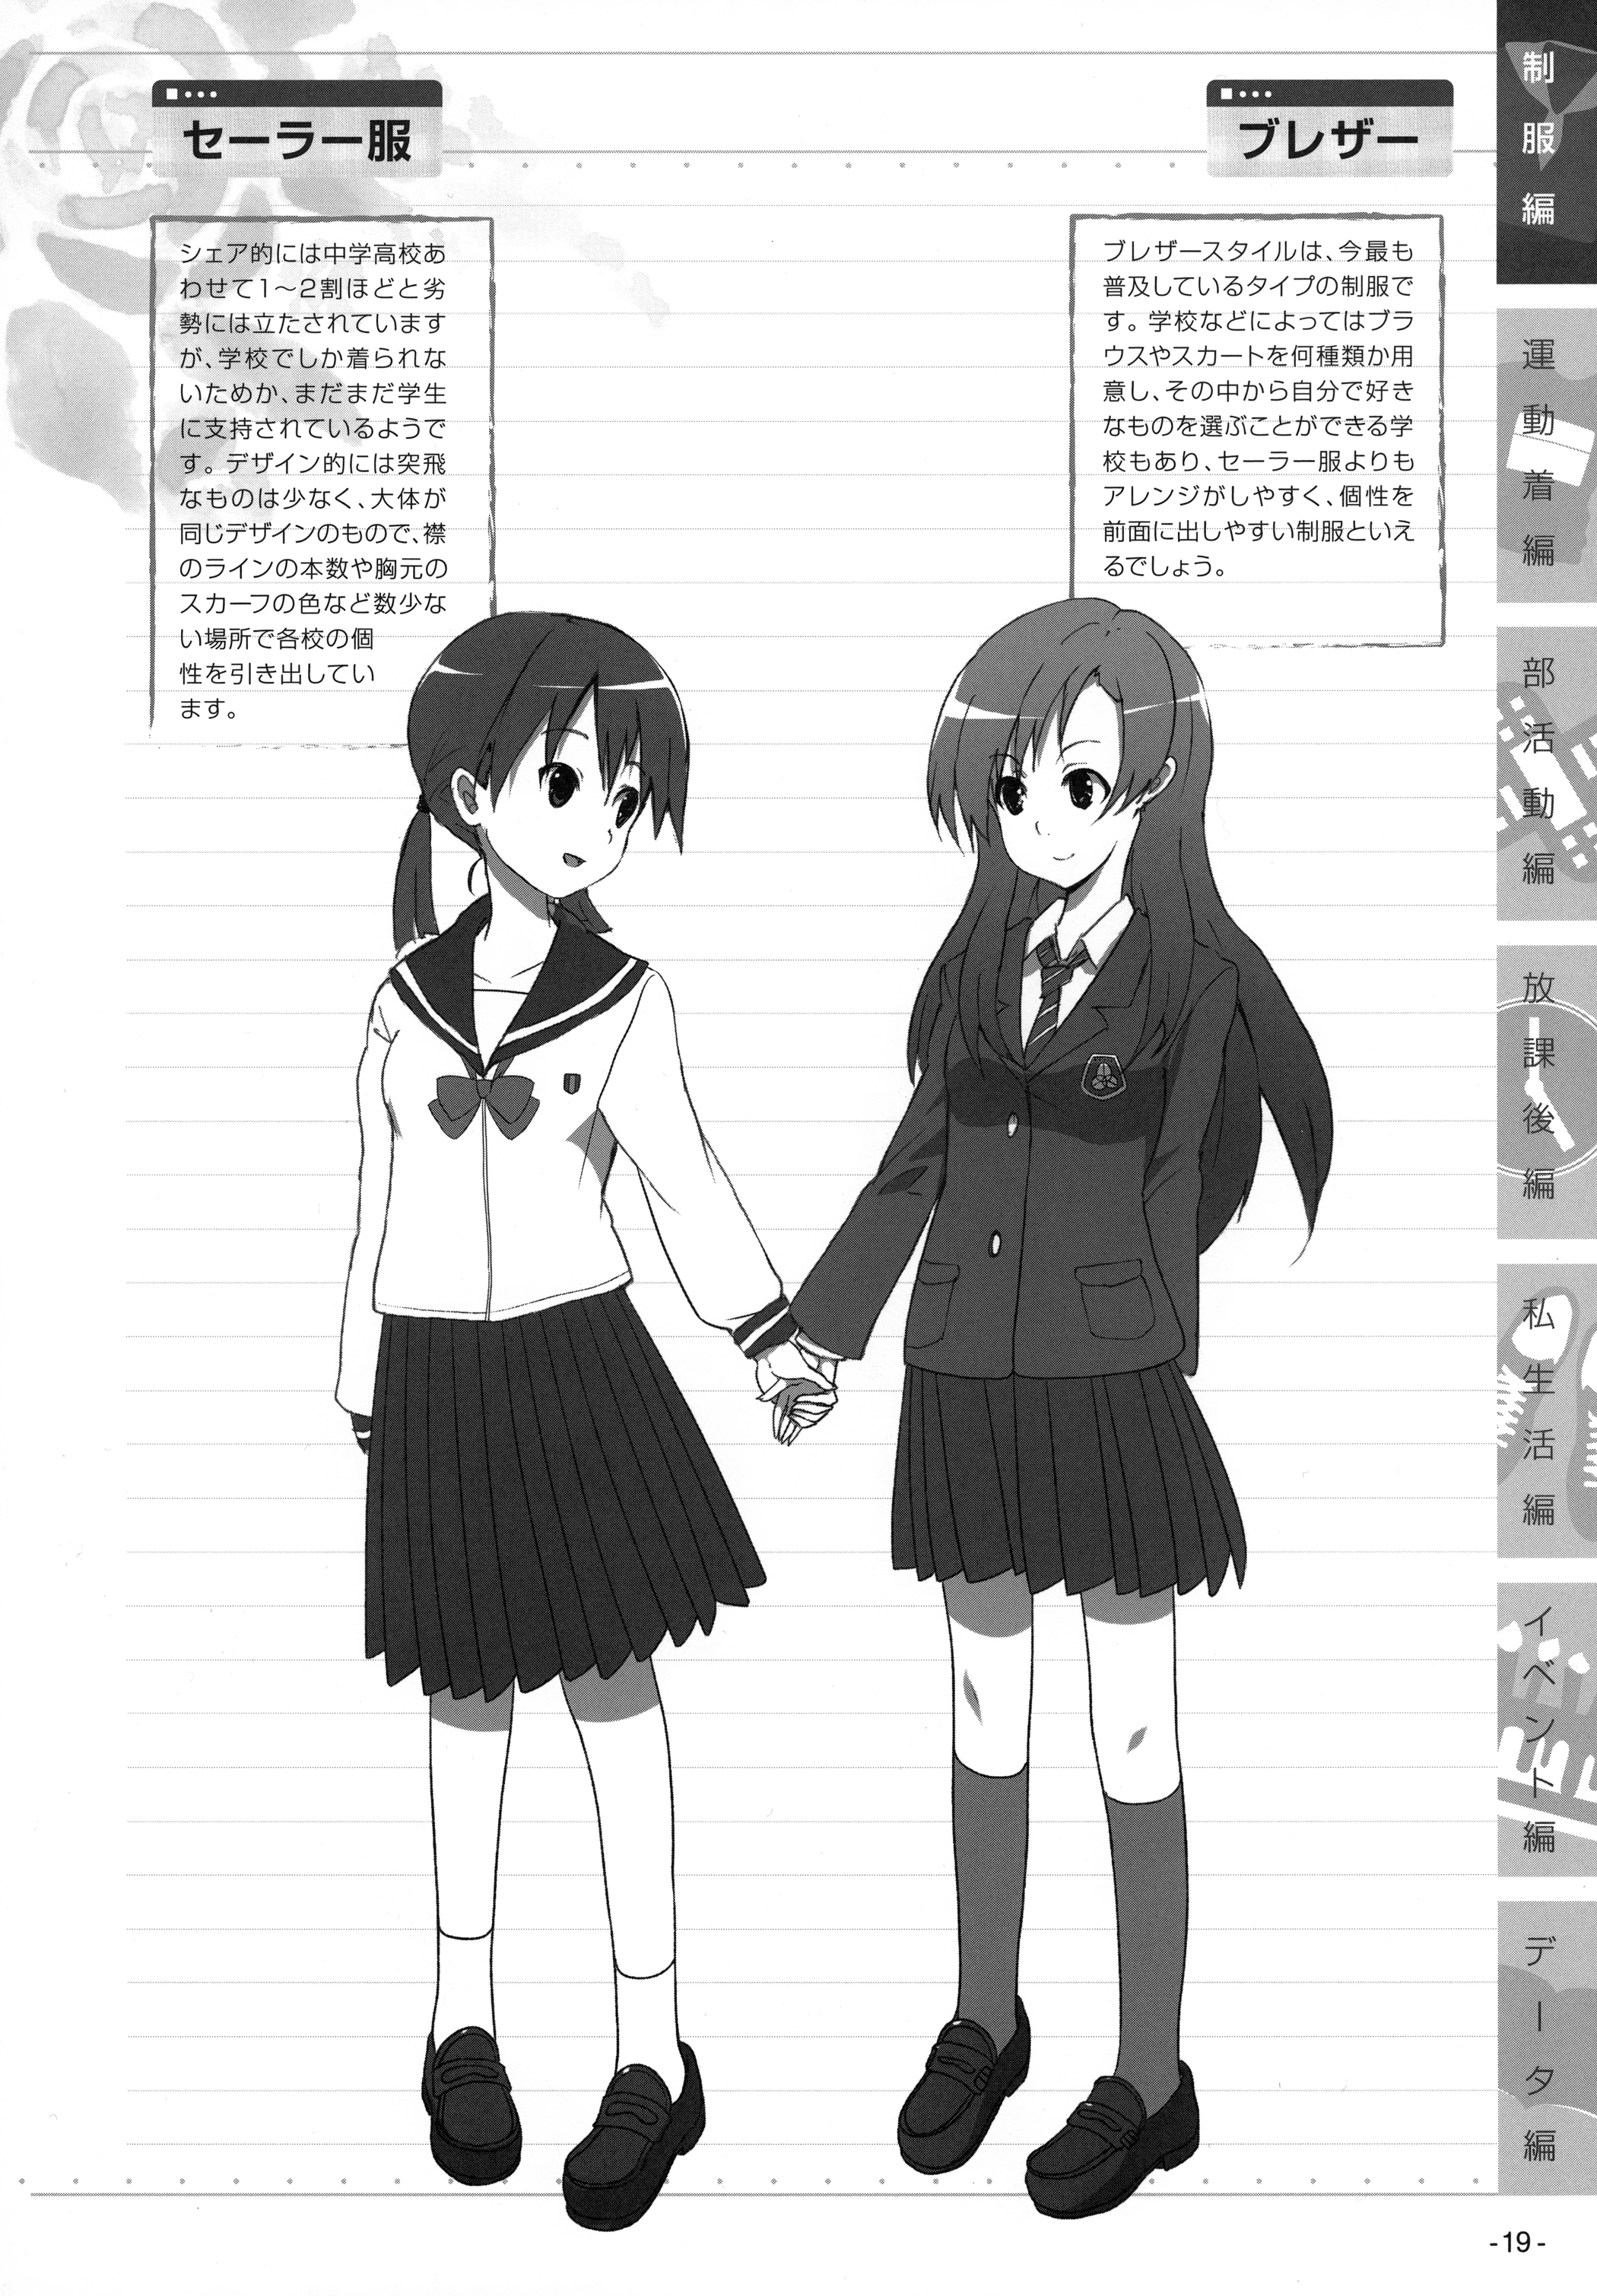 セーラー服
シェア的には中学高校あ
わせて1～2割ほどと劣
勢には立たされています
が、学校でしか着られな
いためか、まだまだ学生
に支持されているようで
す。デザイン的には突飛
なものは少なく、大体が
同じデザインのもので、襟
のラインの本数や胸元の
スカーフの色など数少な
い場所で各校の個
性を引き出してい
ます。
ブレザー
ブレザースタイルは、今最も
普及しているタイプの制服で
す。学校などによってはブラ
ウスやスカートを何種類か用
意し、その中から自分で好き
なものを選ぶことができる学
校もあり、セーラー服よりも
アレンジがしやすく、個性を
前面に出しやすい制服といえ
るでしょう。
制服編
運動着編
部活動編
放課後編
私生活編
イベント編
データ編
-19-